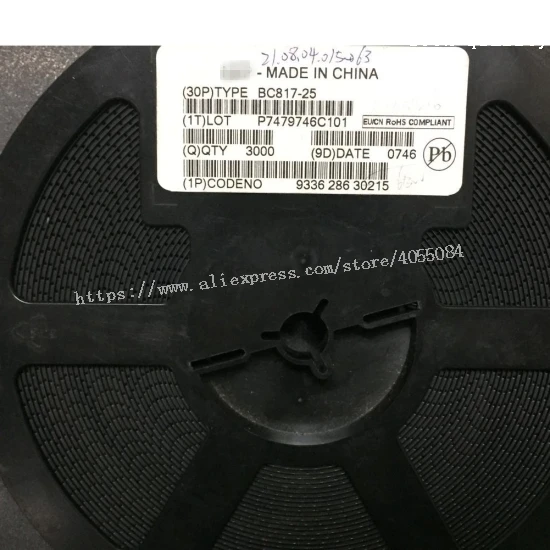 21.08.04.015063
- MADE IN CHINA
(30P)TYPE BC817-25
(1T)LOT P7479746C101 EU/CN RoHS COMPLIANT
(Q)QTY 3000 (9D)DATE 0746 Pb
(1P)CODENO 9336 286 30215
https://www.aliexpress.com/store/4055084